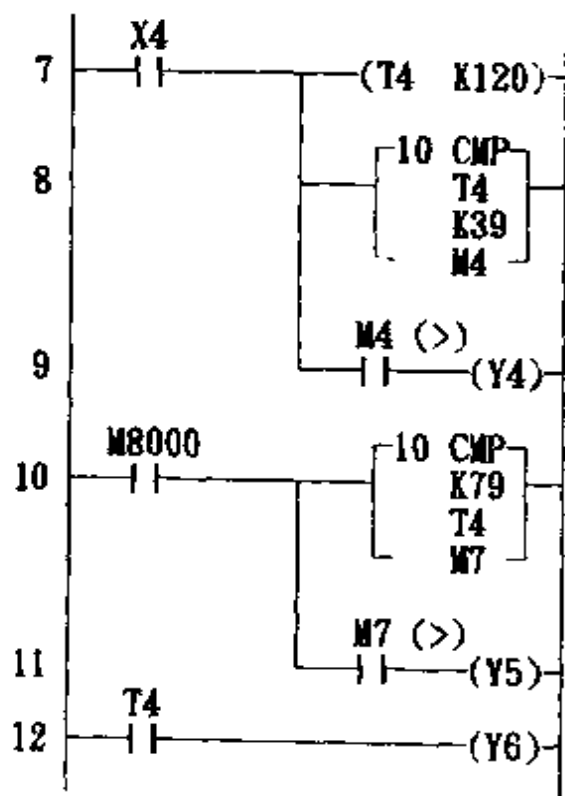 X4
7 (T4 K120)
10 CMP
8 T4
K39
M4
M4 (>)
9 (Y4)
M8000
10 CMP
10 K79
T4
M7
M7 (>)
11 (Y5)
T4
12 (Y6)